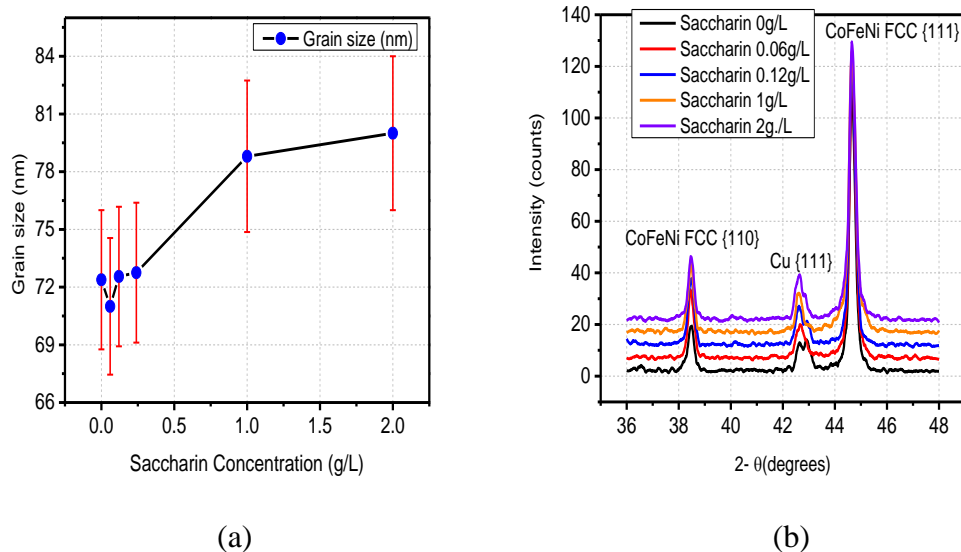 Grain size (nm)
84
81
78
75
72
69
66
0.0
0.5
1.0
1.5
2.0
Grain size (nm)
Saccharin Concentration (g/L)
(a)
(b)
140
120
100
80
60
40
20
0
36
38
40
42
44
46
48
Intensity (counts)
2- θ(degrees)
Saccharin 0g/L
Saccharin 0.06g/L
Saccharin 0.12g/L
Saccharin 1g/L
Saccharin 2g./L
CoFeNi FCC {111}
CoFeNi FCC {110}
Cu {111}